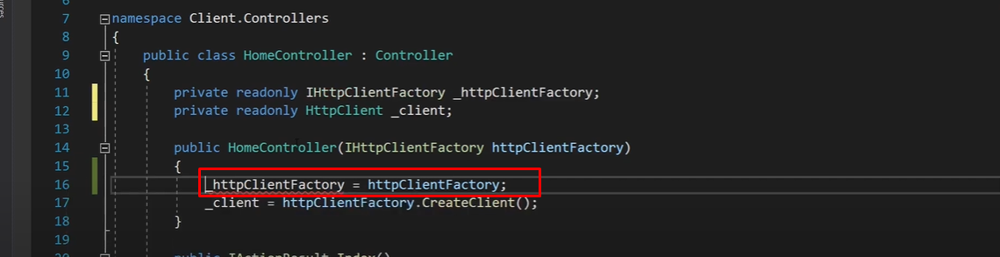 7 namespace Client.Controllers
8 {
9 public class HomeController : Controller
10 {
11 private readonly IHttpClientFactory _httpClientFactory;
12 private readonly HttpClient _client;
13
14 public HomeController(IHttpClientFactory httpClientFactory)
15 {
16 _httpClientFactory = httpClientFactory;
17 _client = httpClientFactory.CreateClient();
18 }
19
public IActionResult Index()